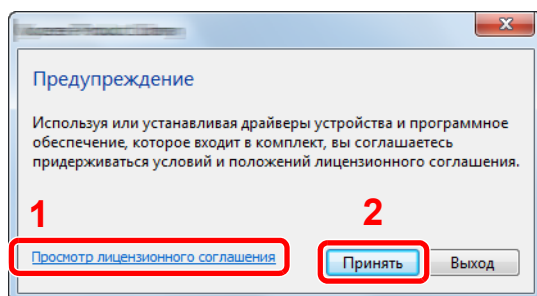 Предупреждение
Используя или устанавливая драйверы устройства и программное
обеспечение, которое входит в комплект, вы соглашаетесь
придерживаться условий и положений лицензионного соглашения.
1
2
Просмотр лицензионного соглашения
Принять
Выход